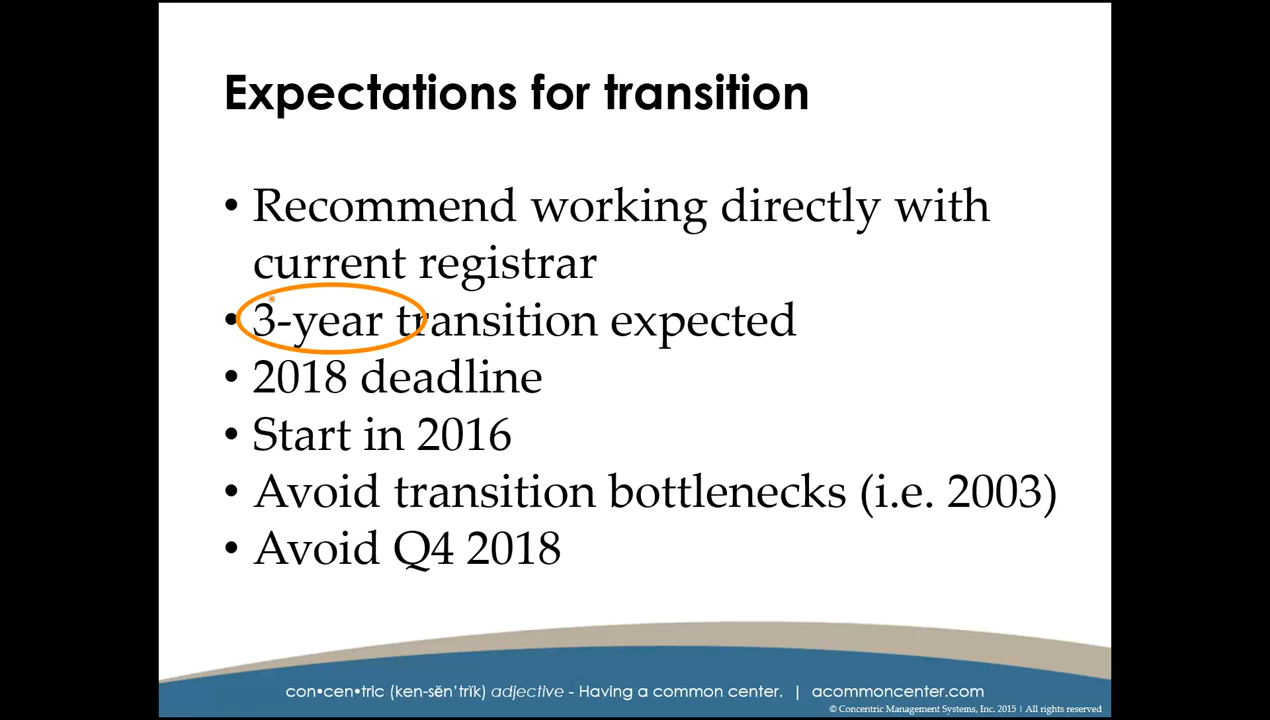 Expectations for transition
• Recommend working directly with
current registrar
• 3-year transition expected
• 2018 deadline
• Start in 2016
• Avoid transition bottlenecks (i.e. 2003)
• Avoid Q4 2018
con•cen•tric (ken-sĕn'trĭk) adjective - Having a common center. | acommoncenter.com
© Concentric Management Systems, Inc. 2015 | All rights reserved